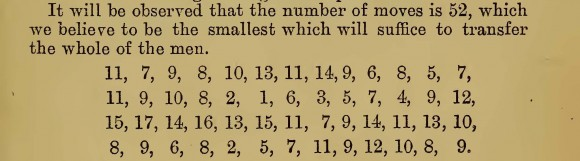 It will be observed that the number of moves is 52, which
we believe to be the smallest which will suffice to transfer
the whole of the men.
11, 7, 9, 8, 10, 13, 11, 14, 9, 6, 8, 5, 7,
11, 9, 10, 8, 2, 1, 6, 3, 5, 7, 4, 9, 12,
15, 17, 14, 16, 13, 15, 11, 7, 9, 14, 11, 13, 10,
8, 9, 6, 8, 2, 5, 7, 11, 9, 12, 10, 8, 9.